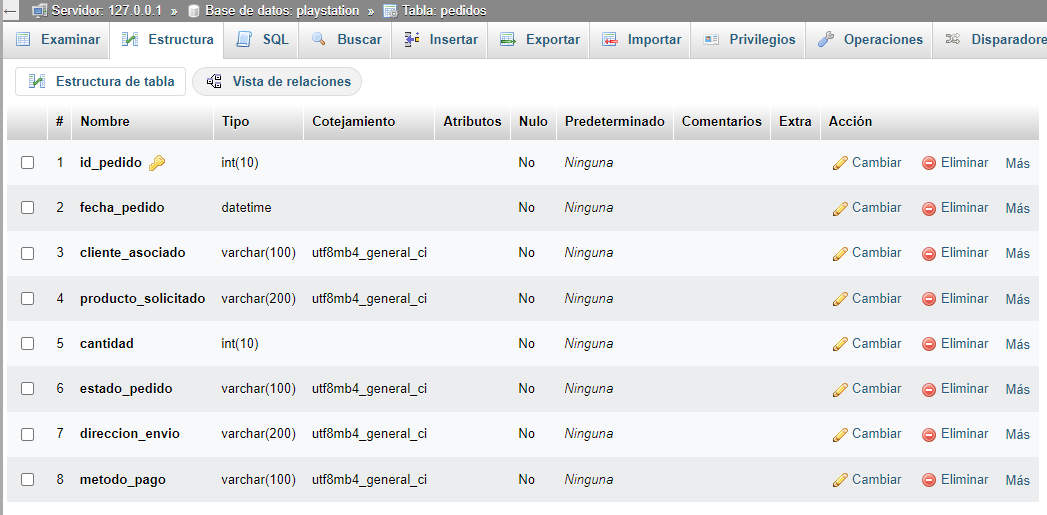 ← Servidor: 127.0.0.1 » Base de datos: playstation » Tabla: pedidos
Examinar Estructura SQL Buscar Insertar Exportar Importar Privilegios Operaciones Disparadore
Estructura de tabla Vista de relaciones
# Nombre Tipo Cotejamiento Atributos Nulo Predeterminado Comentarios Extra Acción
1 id_pedido int(10) No Ninguna Cambiar Eliminar Más
2 fecha_pedido datetime No Ninguna Cambiar Eliminar Más
3 cliente_asociado varchar(100) utf8mb4_general_ci No Ninguna Cambiar Eliminar Más
4 producto_solicitado varchar(200) utf8mb4_general_ci No Ninguna Cambiar Eliminar Más
5 cantidad int(10) No Ninguna Cambiar Eliminar Más
6 estado_pedido varchar(100) utf8mb4_general_ci No Ninguna Cambiar Eliminar Más
7 direccion_envio varchar(200) utf8mb4_general_ci No Ninguna Cambiar Eliminar Más
8 metodo_pago varchar(100) utf8mb4_general_ci No Ninguna Cambiar Eliminar Más